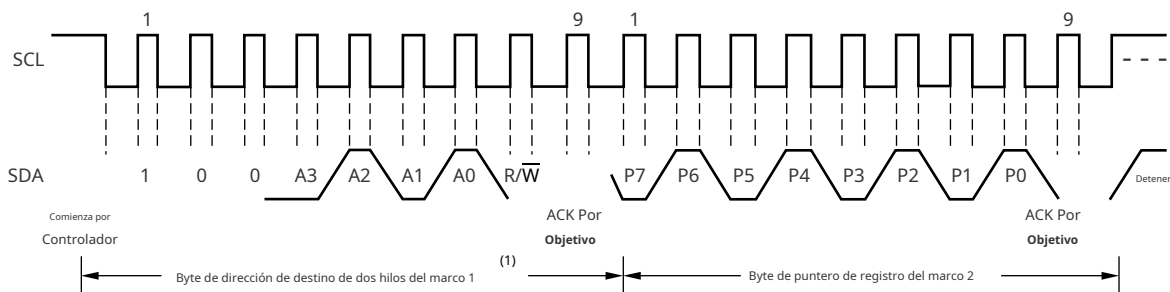 1 9 1 9
SCL
SDA 1 0 0 A3 A2 A1 A0 R/W̅ P7 P6 P5 P4 P3 P2 P1 P0 Detener
Comienza por
Controlador
ACK Por
Objetivo
ACK Por
Objetivo
Byte de dirección de destino de dos hilos del marco 1 (1)
Byte de puntero de registro del marco 2